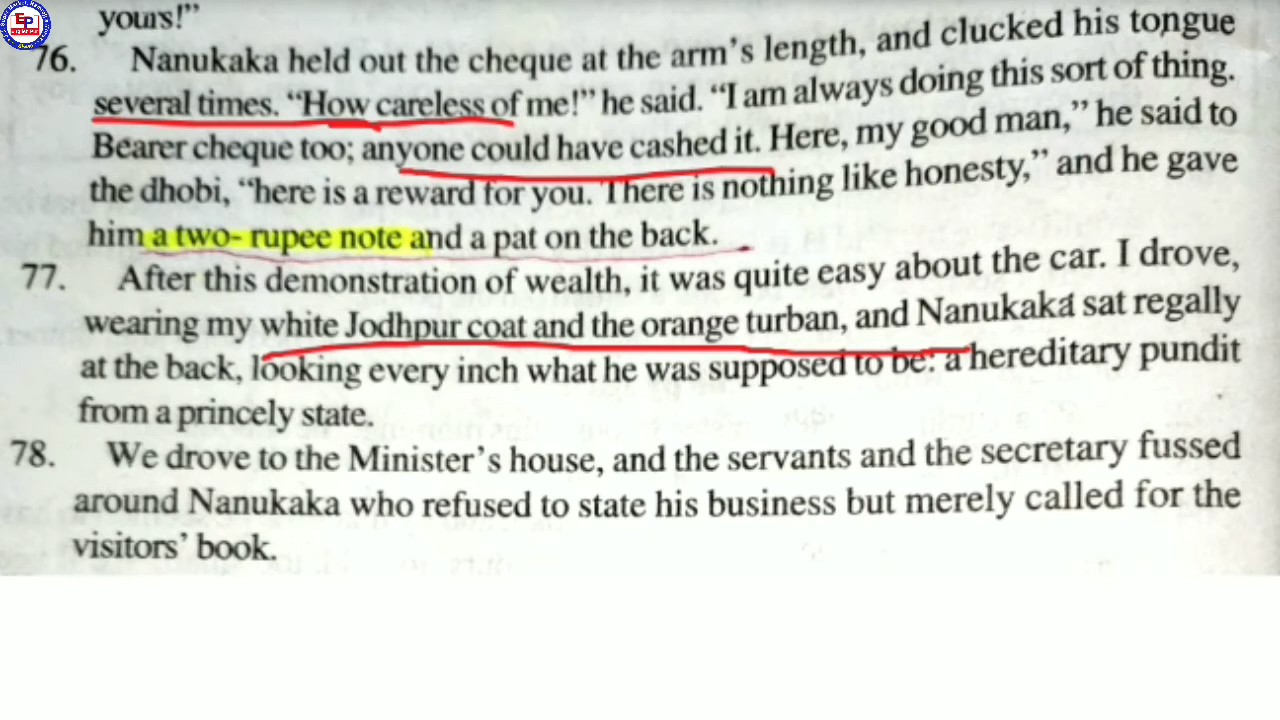 EP
yours!”
76. Nanukaka held out the cheque at the arm’s length, and clucked his tongue
several times. “How careless of me!” he said. “I am always doing this sort of thing.
Bearer cheque too; anyone could have cashed it. Here, my good man,” he said to
the dhobi, “here is a reward for you. There is nothing like honesty,” and he gave
him a two- rupee note and a pat on the back.
77. After this demonstration of wealth, it was quite easy about the car. I drove,
wearing my white Jodhpur coat and the orange turban, and Nanukaka sat regally
at the back, looking every inch what he was supposed to be: a hereditary pundit
from a princely state.
78. We drove to the Minister’s house, and the servants and the secretary fussed
around Nanukaka who refused to state his business but merely called for the
visitors’ book.